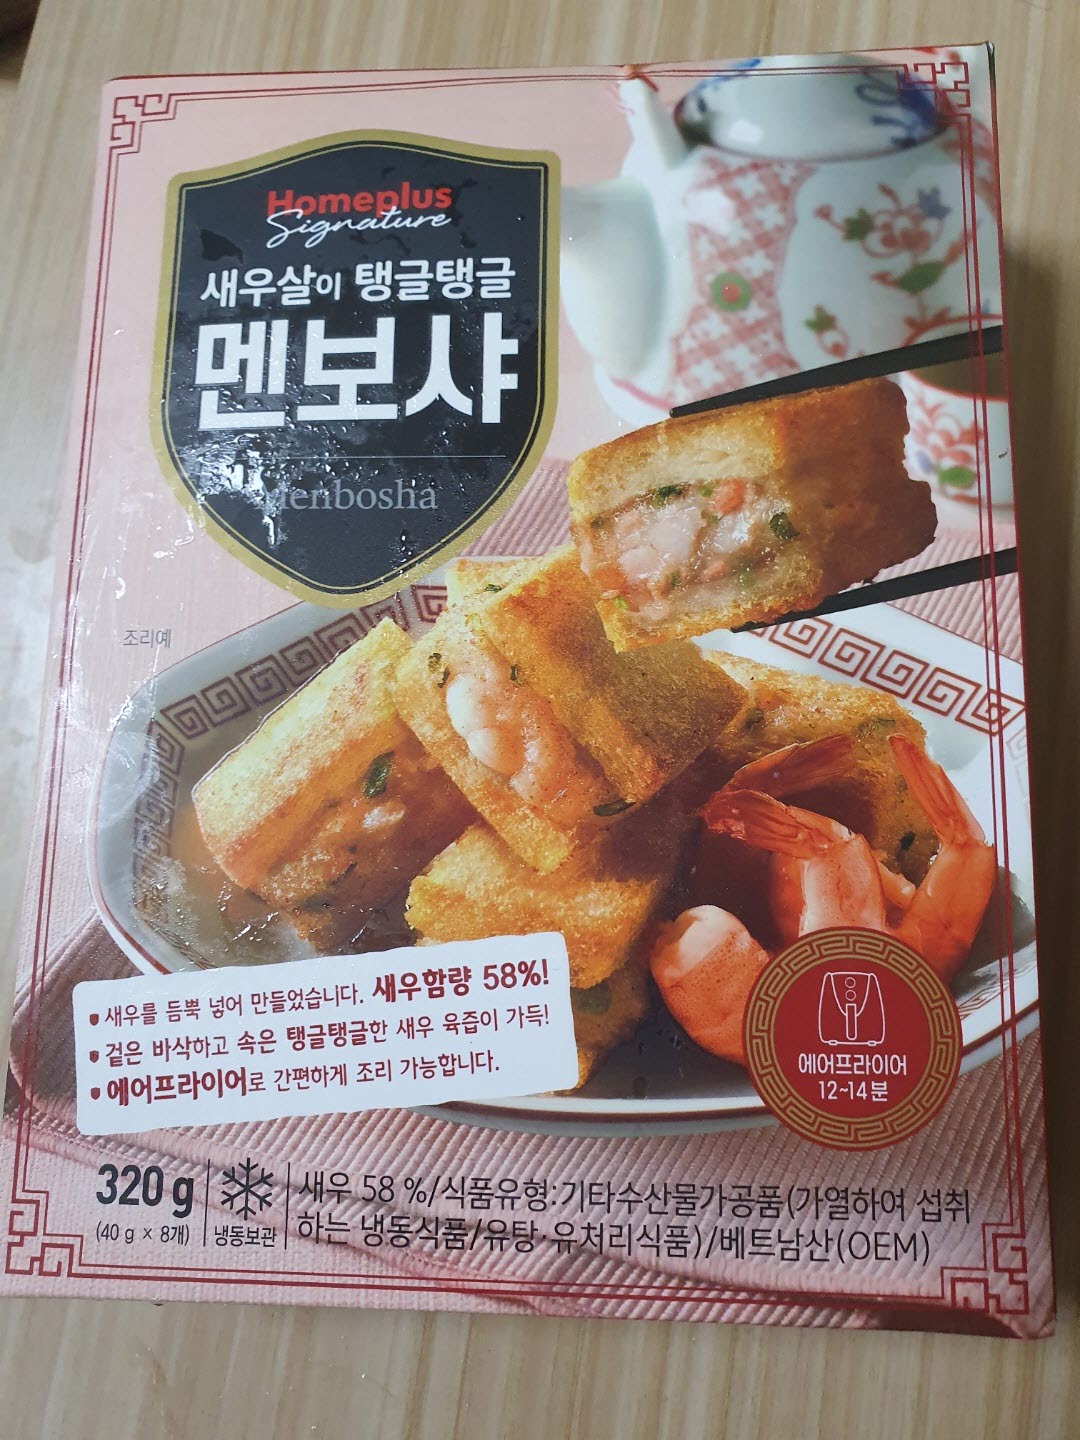 Homeplus
Signature
새우살이 탱글탱글
멘보샤
Menbosha
조리예
새우를 듬뿍 넣어 만들었습니다. 새우함량 58%!
겉은 바삭하고 속은 탱글탱글한 새우 육즙이 가득!
에어프라이어로 간편하게 조리 가능합니다.
에어프라이어
12~14분
320 g
(40 g × 8개)
냉동보관
새우 58 %/식품유형:기타수산물가공품(가열하여 섭취
하는 냉동식품/유탕·유처리식품)/베트남산(OEM)